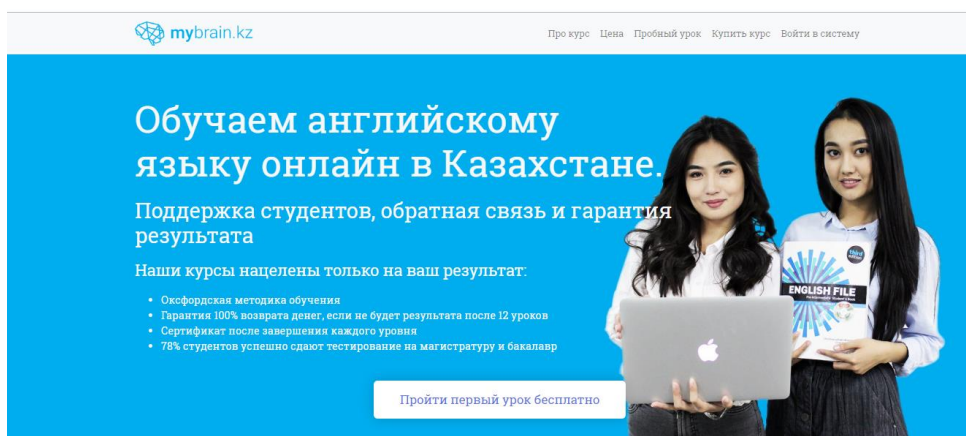 mybrain.kz
Про курс Цена Пробный урок Купить курс Войти в систему
Обучаем английскому
языку онлайн в Казахстане.
Поддержка студентов, обратная связь и гарантия
результата
Наши курсы нацелены только на ваш результат:
Оксфордская методика обучения
Гарантия 100% возврата денег, если не будет результата после 12 уроков
Сертификат после завершения каждого уровня
78% студентов успешно сдают тестирование на магистратуру и бакалавр
third
edition
ENGLISH FILE
Пройти первый урок бесплатно